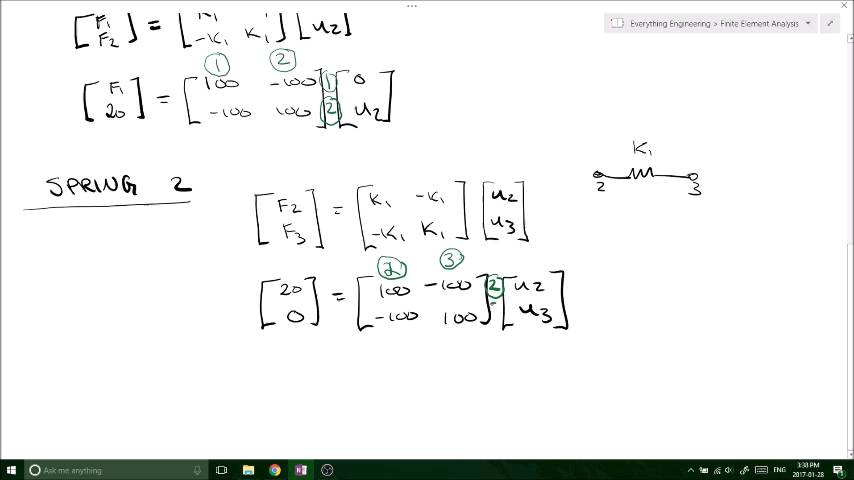 Everything Engineering > Finite Element Analysis
[F1 F2] = [K1 -K1 K1] [u2]
① ②
[F1 20] = [100 -100 -100 100] ① ② [0 u2]
K1
2 3
SPRING 2
[F2 F3] = [K1 -K1 -K1 K1] [u2 u3]
② ③
[20 0] = [100 -100 -100 100] ② [u2 u3]
Ask me anything
ENG
3:38 PM
2017-01-28